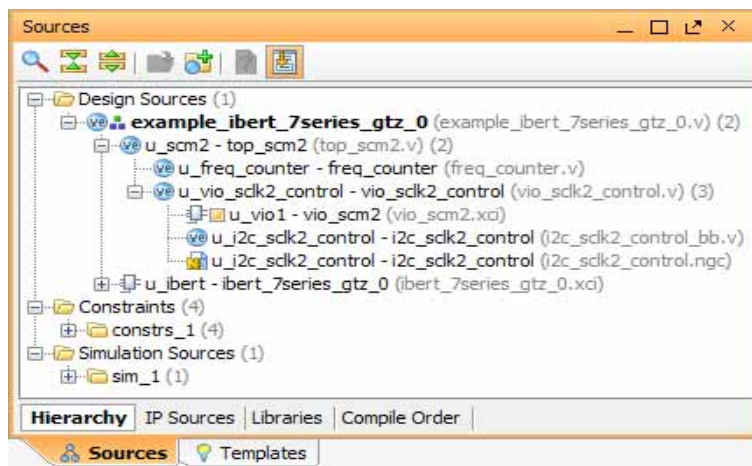 Sources
Design Sources (1)
example_ibert_7series_gtz_0 (example_ibert_7series_gtz_0.v) (2)
u_scm2 - top_scm2 (top_scm2.v) (2)
u_freq_counter - freq_counter (freq_counter.v)
u_vio_sclk2_control - vio_sclk2_control (vio_sclk2_control.v) (3)
u_vio1 - vio_scm2 (vio_scm2.xci)
u_i2c_sclk2_control - i2c_sclk2_control (i2c_sclk2_control_bb.v)
u_i2c_sclk2_control - i2c_sclk2_control (i2c_sclk2_control.ngc)
u_ibert - ibert_7series_gtz_0 (ibert_7series_gtz_0.xci)
Constraints (4)
constrs_1 (4)
Simulation Sources (1)
sim_1 (1)
Hierarchy IP Sources Libraries Compile Order
Sources Templates